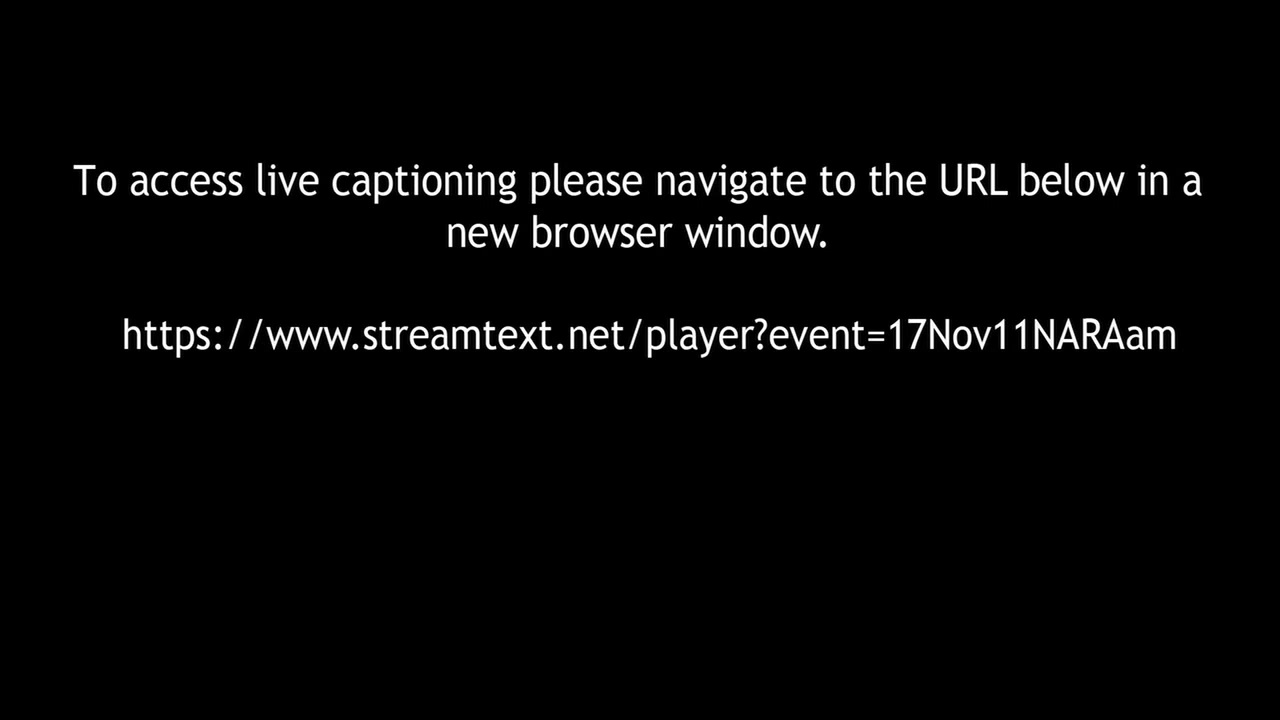 To access live captioning please navigate to the URL below in a
new browser window.
https://www.streamtext.net/player?event=17Nov11NARAam